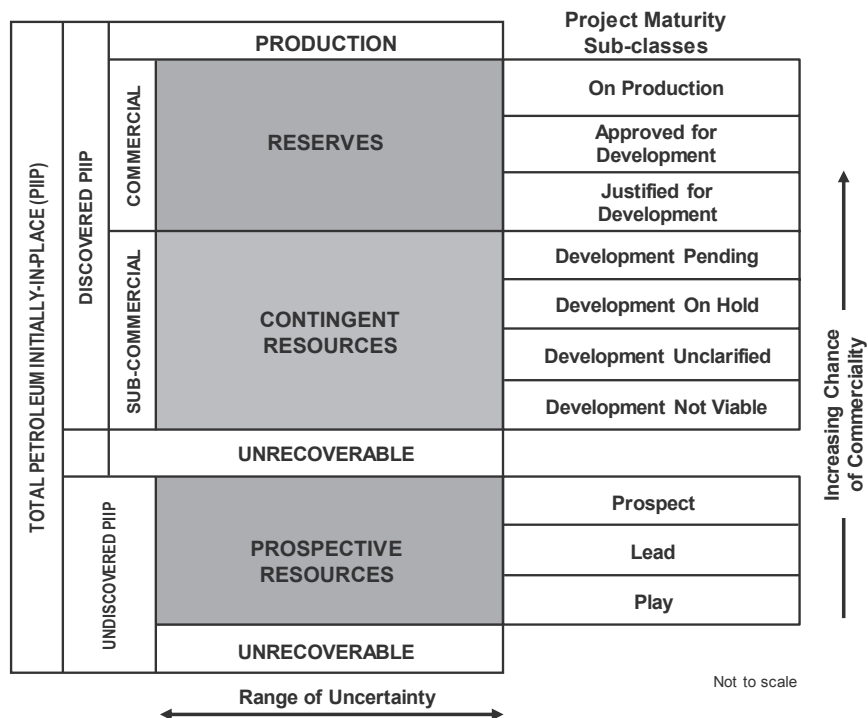 Project Maturity
Sub-classes
PRODUCTION
TOTAL PETROLEUM INITIALLY-IN-PLACE (PIIP)
DISCOVERED PIIP
COMMERCIAL
RESERVES
On Production
Approved for
Development
Justified for
Development
SUB-COMMERCIAL
CONTINGENT
RESOURCES
Development Pending
Development On Hold
Development Unclarified
Development Not Viable
UNRECOVERABLE
UNDISCOVERED PIIP
PROSPECTIVE
RESOURCES
Prospect
Lead
Play
UNRECOVERABLE
Increasing Chance
of Commerciality
Not to scale
Range of Uncertainty